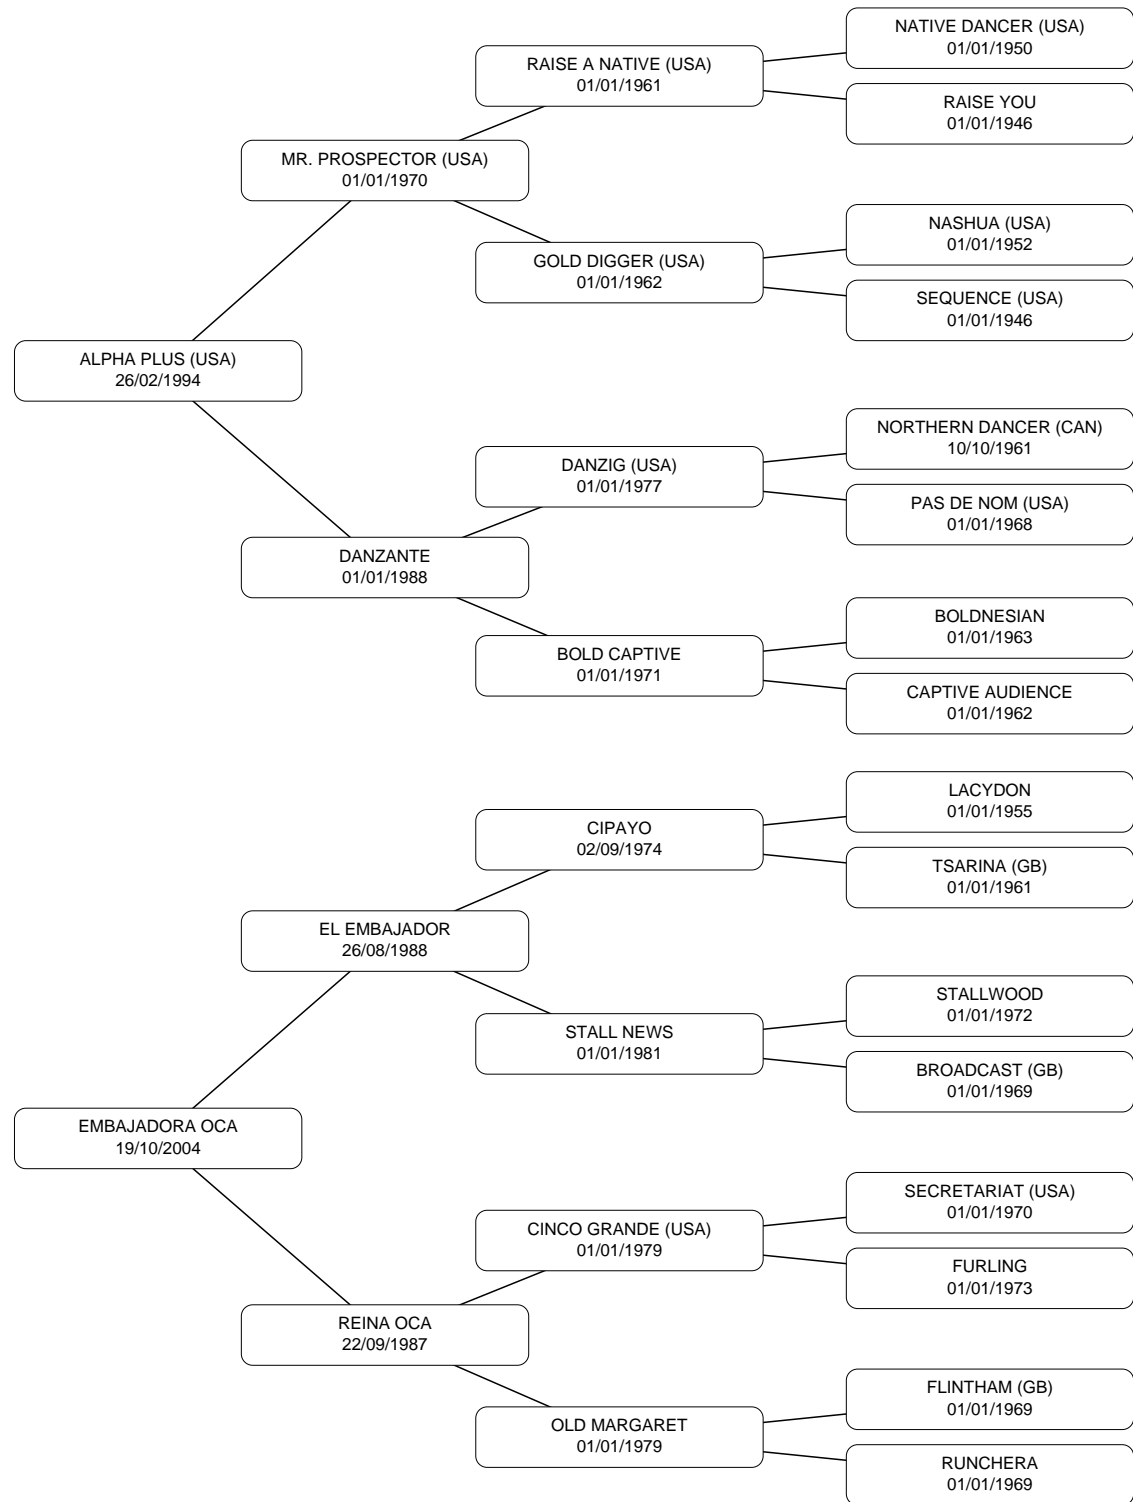 NATIVE DANCER (USA)
01/01/1950
RAISE A NATIVE (USA)
01/01/1961
RAISE YOU
01/01/1946
MR. PROSPECTOR (USA)
01/01/1970
NASHUA (USA)
01/01/1952
GOLD DIGGER (USA)
01/01/1962
SEQUENCE (USA)
01/01/1946
ALPHA PLUS (USA)
26/02/1994
NORTHERN DANCER (CAN)
10/10/1961
DANZIG (USA)
01/01/1977
PAS DE NOM (USA)
01/01/1968
DANZANTE
01/01/1988
BOLDNESIAN
01/01/1963
BOLD CAPTIVE
01/01/1971
CAPTIVE AUDIENCE
01/01/1962
LACYDON
01/01/1955
CIPAYO
02/09/1974
TSARINA (GB)
01/01/1961
EL EMBAJADOR
26/08/1988
STALLWOOD
01/01/1972
STALL NEWS
01/01/1981
BROADCAST (GB)
01/01/1969
EMBAJADORA OCA
19/10/2004
SECRETARIAT (USA)
01/01/1970
CINCO GRANDE (USA)
01/01/1979
FURLING
01/01/1973
REINA OCA
22/09/1987
FLINTHAM (GB)
01/01/1969
OLD MARGARET
01/01/1979
RUNCHERA
01/01/1969